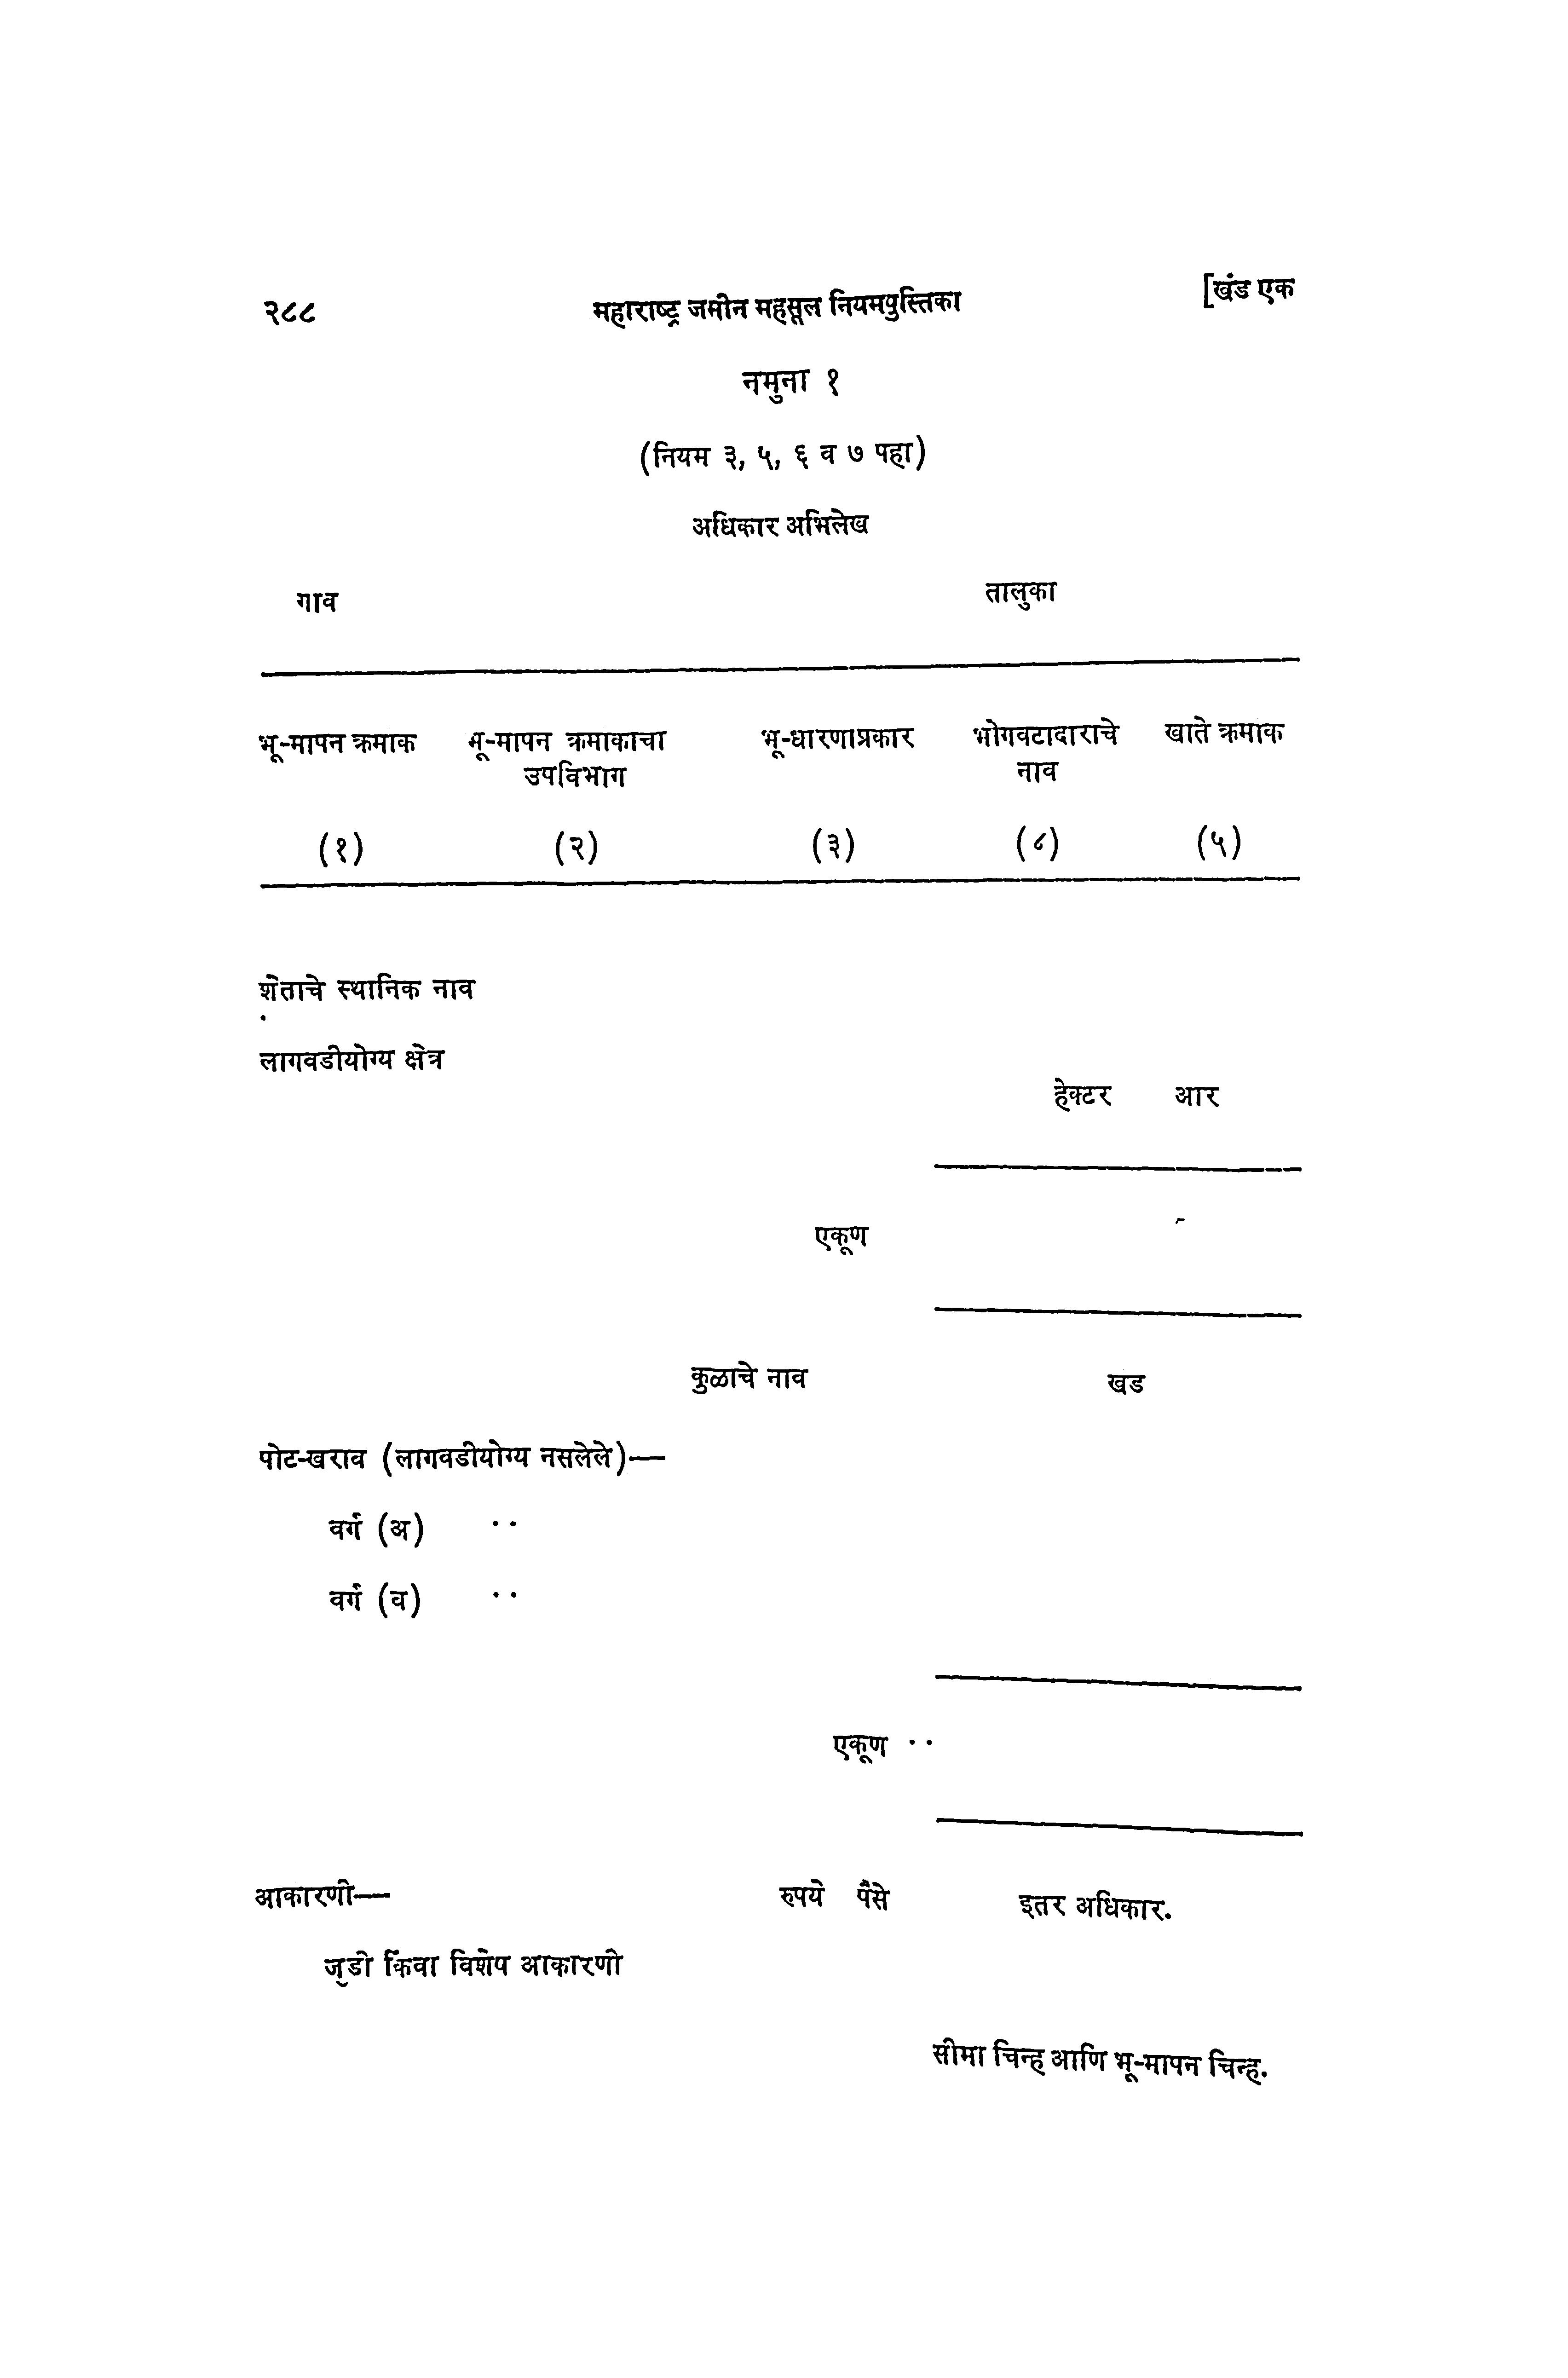 २८८ महाराष्ट्र जमीन महसूल नियमपुस्तिका [खंड एक
नमुना १
(नियम ३, ५, ६ व ७ पहा)
अधिकार अभिलेख
गाव तालुका
भू-मापन क्रमाक भू-मापन क्रमाकाचा भू-धारणाप्रकार भोगवटादाराचे खाते क्रमाक
उपविभाग नाव
(१) (२) (३) (४) (५)
शेताचे स्थानिक नाव
लागवडीयोग्य क्षेत्र
हेक्टर आर
एकूण
कुळाचे नाव खड
पोट-खराव (लागवडीयोग्य नसलेले)—
वर्ग (अ) ..
वर्ग (व) ..
एकूण ..
आकारणी— रुपये पैसे इतर अधिकार.
जुडी किंवा विशेप आकारणी
सीमा चिन्ह आणि भू-मापन चिन्ह.